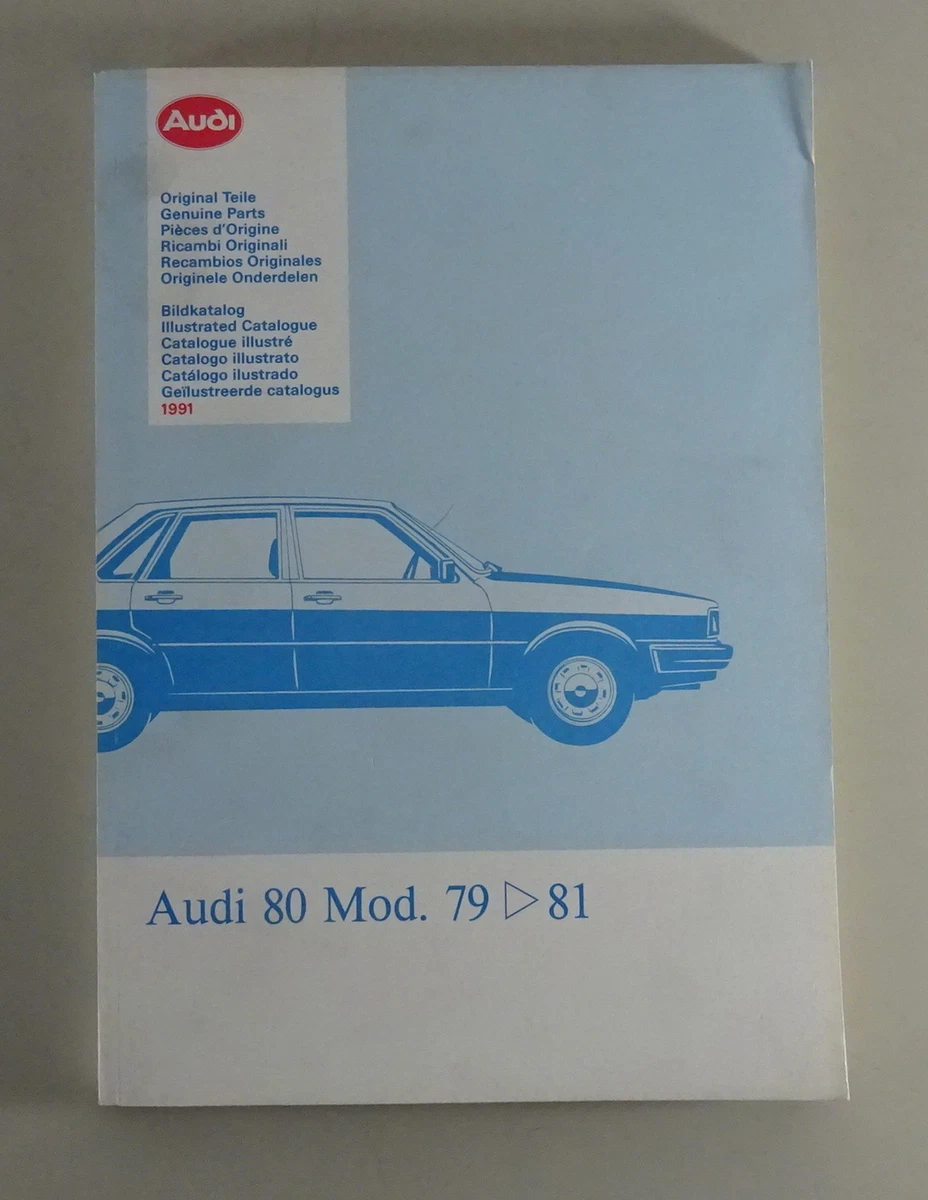 Audi
Original Teile
Genuine Parts
Pièces d'Origine
Ricambi Originali
Recambios Originales
Originele Onderdelen
Bildkatalog
Illustrated Catalogue
Catalogue illustré
Catalogo illustrato
Catálogo ilustrado
Geïlustreerde catalogus
1991
Audi 80 Mod. 79 ▷ 81